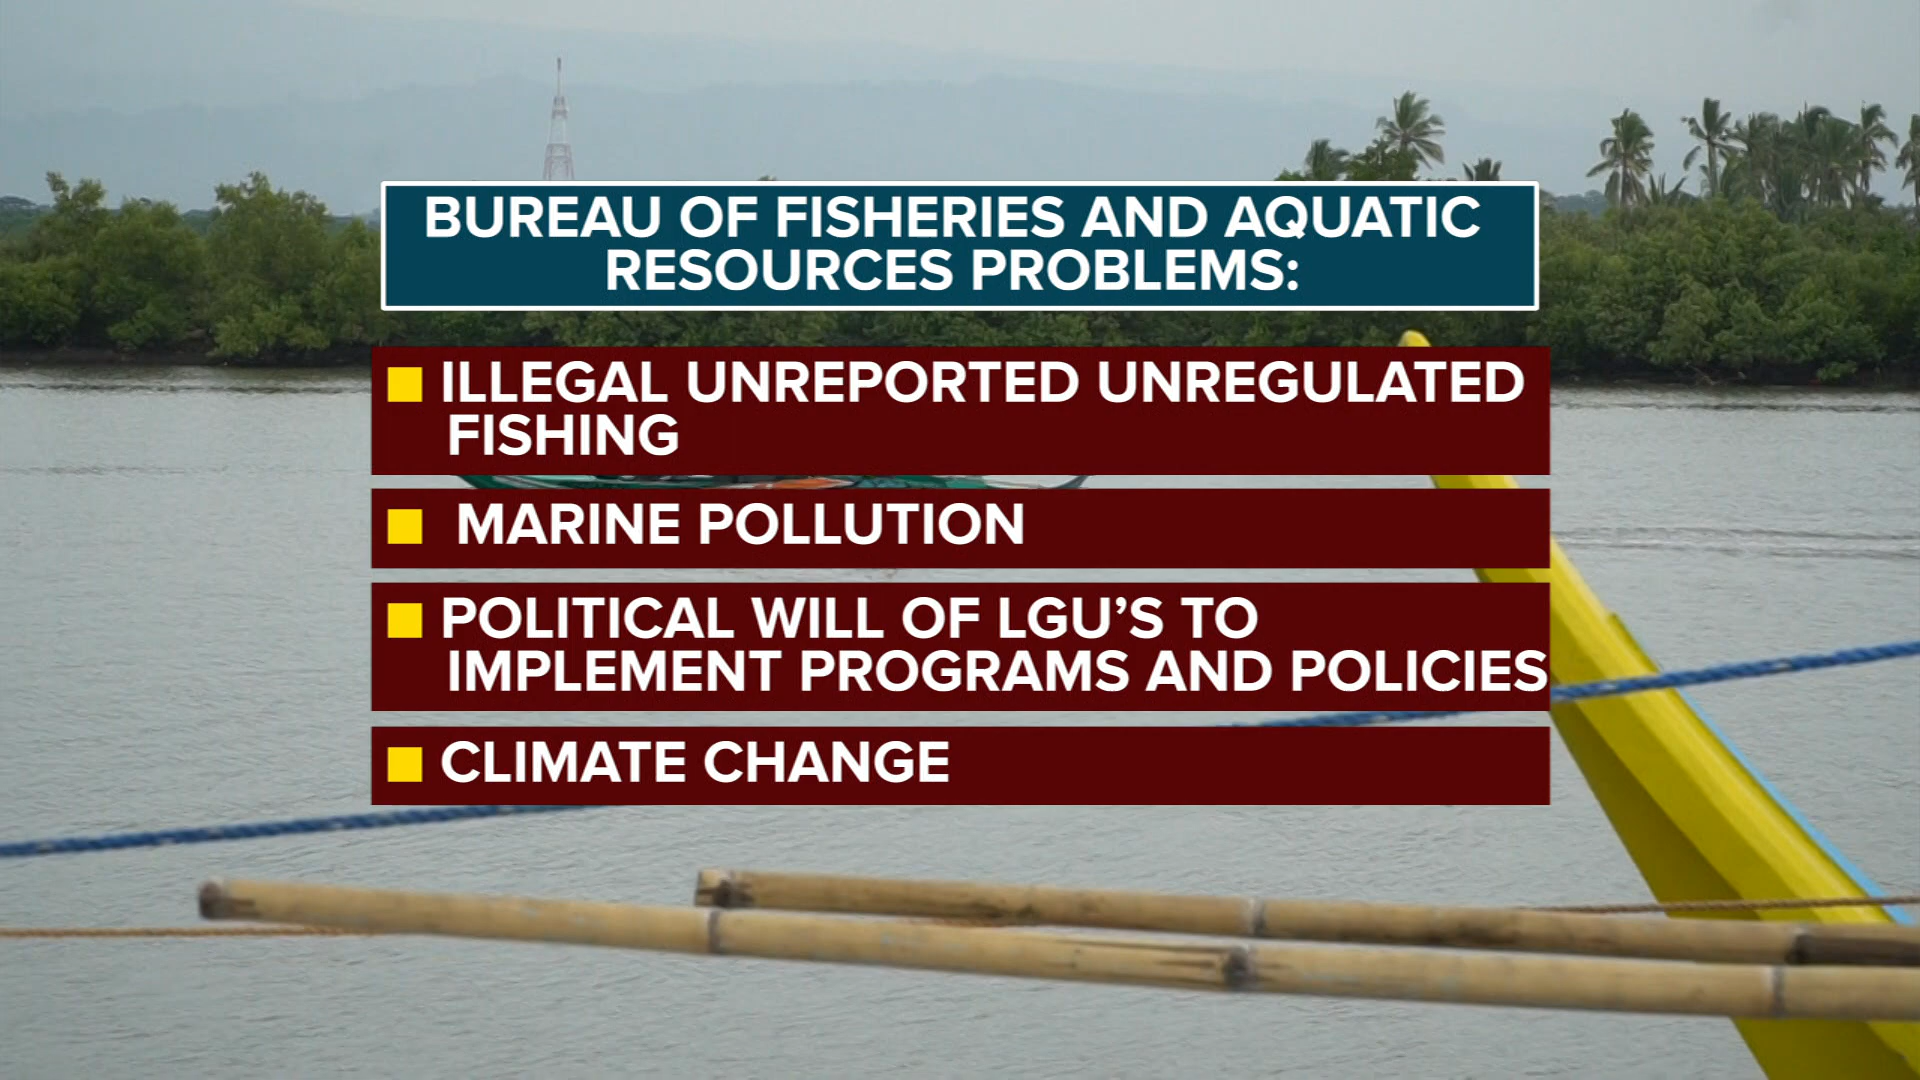 BUREAU OF FISHERIES AND AQUATIC
RESOURCES PROBLEMS:
ILLEGAL UNREPORTED UNREGULATED
FISHING
MARINE POLLUTION
POLITICAL WILL OF LGU’S TO
IMPLEMENT PROGRAMS AND POLICIES
CLIMATE CHANGE